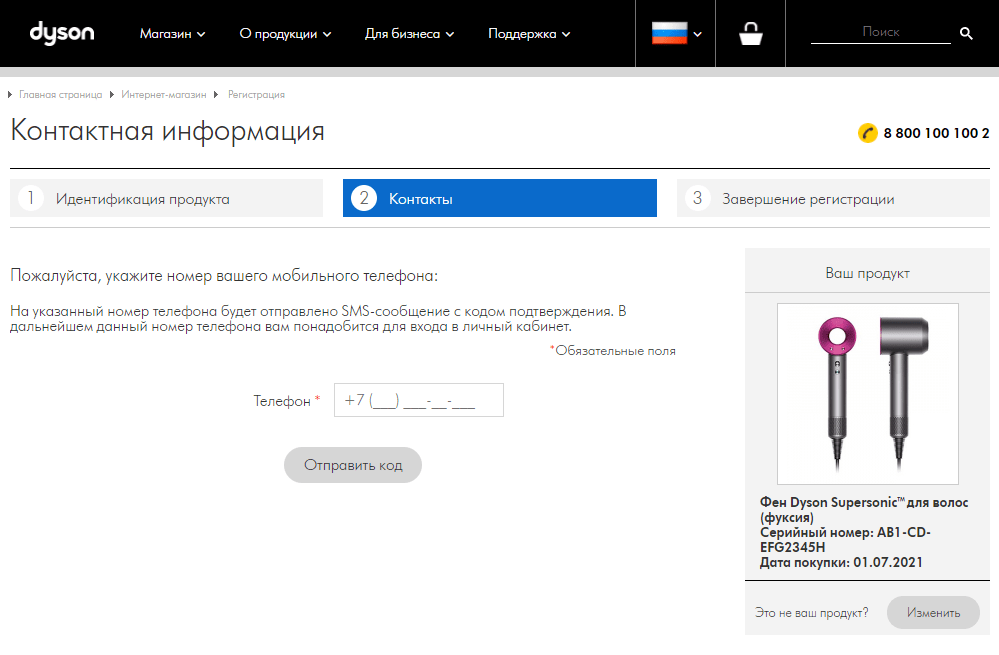 dyson
Магазин
О продукции
Для бизнеса
Поддержка
Поиск
Главная страница Интернет-магазин Регистрация
Контактная информация
8 800 100 100 2
1 Идентификация продукта
2 Контакты
3 Завершение регистрации
Пожалуйста, укажите номер вашего мобильного телефона:
На указанный номер телефона будет отправлено SMS-сообщение с кодом подтверждения. В
дальнейшем данный номер телефона вам понадобится для входа в личный кабинет.
*Обязательные поля
Телефон * +7 (___) ___-__-___
Отправить код
Ваш продукт
Фен Dyson Supersonic™ для волос
(фуксия)
Серийный номер: AB1-CD-
EFG2345H
Дата покупки: 01.07.2021
Это не ваш продукт? Изменить